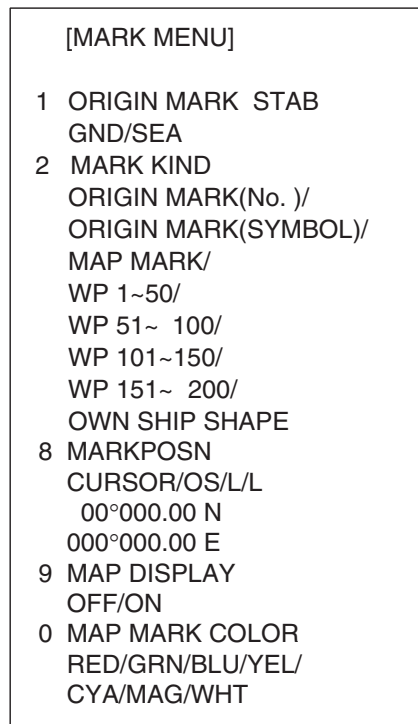 [MARK MENU]
1 ORIGIN MARK STAB
GND/SEA
2 MARK KIND
ORIGIN MARK(No. )/
ORIGIN MARK(SYMBOL)/
MAP MARK/
WP 1~50/
WP 51~ 100/
WP 101~150/
WP 151~ 200/
OWN SHIP SHAPE
8 MARKPOSN
CURSOR/OS/L/L
00°000.00 N
000°000.00 E
9 MAP DISPLAY
OFF/ON
0 MAP MARK COLOR
RED/GRN/BLU/YEL/
CYA/MAG/WHT